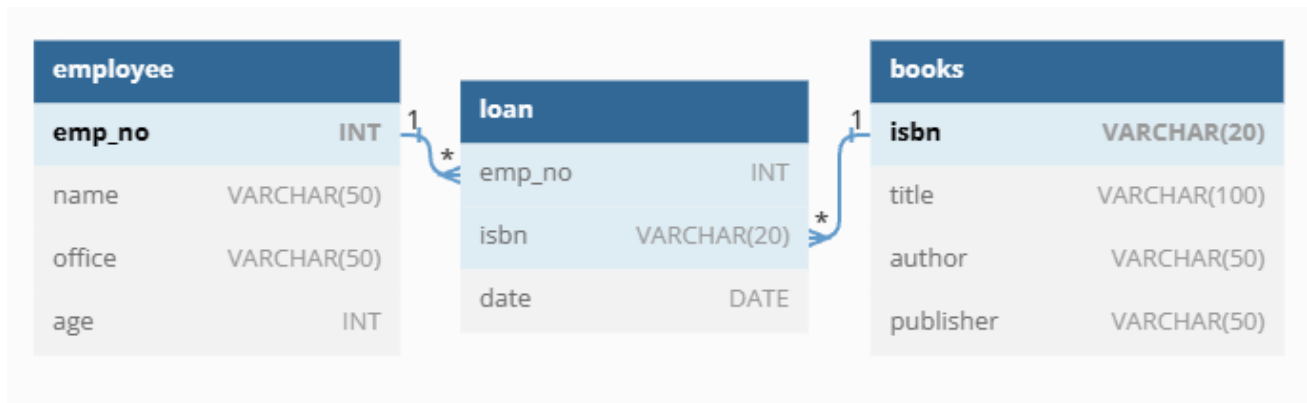 employee
emp_no INT
name VARCHAR(50)
office VARCHAR(50)
age INT
1
*
loan
emp_no INT
isbn VARCHAR(20)
date DATE
*
1
books
isbn VARCHAR(20)
title VARCHAR(100)
author VARCHAR(50)
publisher VARCHAR(50)